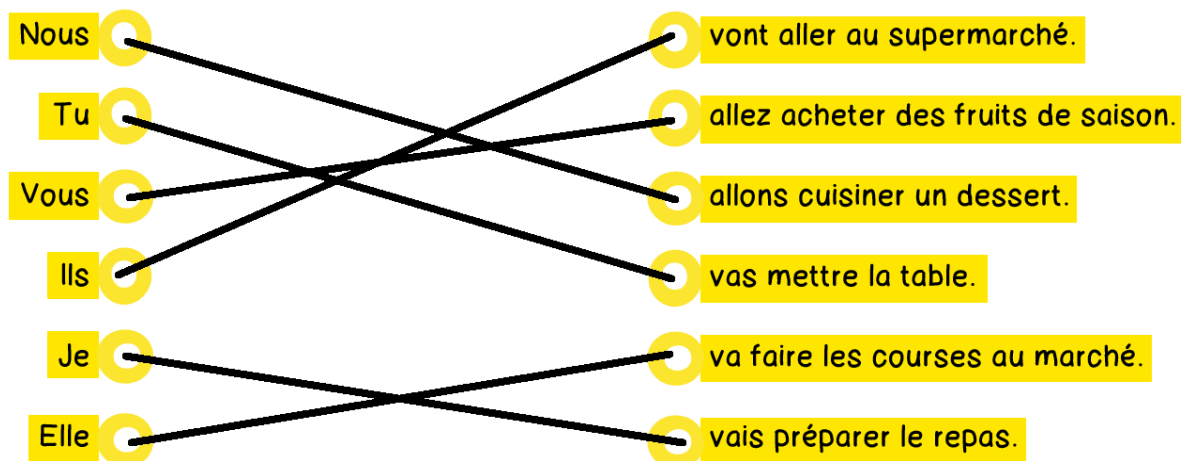 Nous vont aller au supermarché.
Tu allez acheter des fruits de saison.
Vous allons cuisiner un dessert.
Ils vas mettre la table.
Je va faire les courses au marché.
Elle vais préparer le repas.